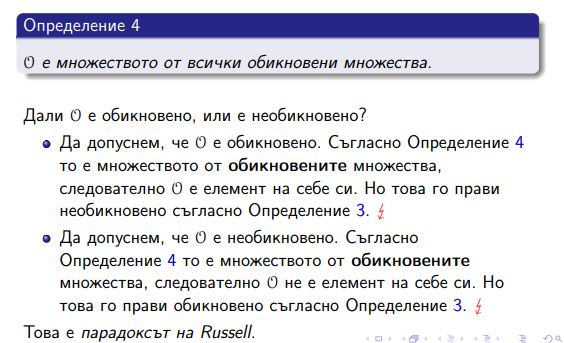 Определение 4
𝒪 е множеството от всички обикновени множества.
Дали 𝒪 е обикновено, или е необикновено?
Да допуснем, че 𝒪 е обикновено. Съгласно Определение 4
то е множеството от обикновените множества,
следователно 𝒪 е елемент на себе си. Но това го прави
необикновено съгласно Определение 3. ↯
Да допуснем, че 𝒪 е необикновено. Съгласно
Определение 4 то е множеството от обикновените
множества, следователно 𝒪 не е елемент на себе си. Но
това го прави обикновено съгласно Определение 3. ↯
Това е парадоксът на Russell.